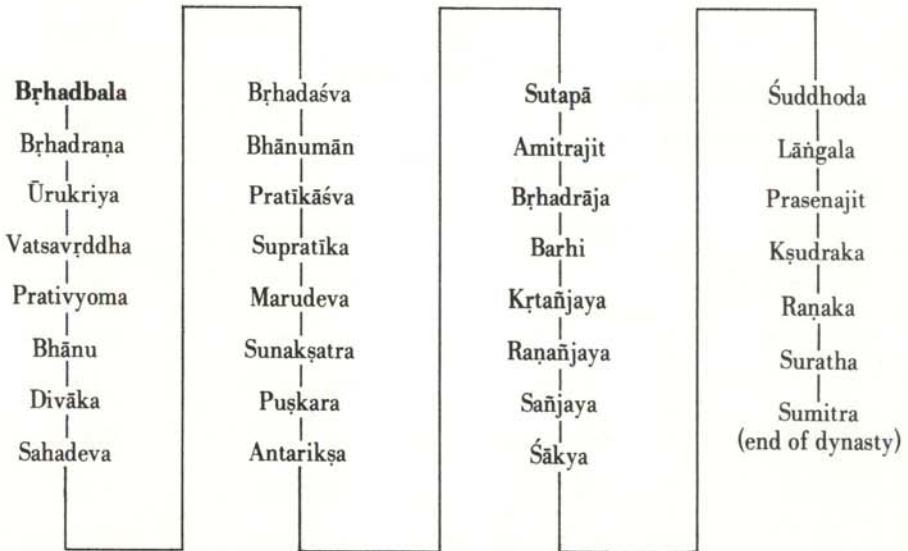 Bṛhadbala
Bṛhadraṇa
Ūrukriya
Vatsavṛddha
Prativyoma
Bhānu
Divāka
Sahadeva
Bṛhadaśva
Bhānumān
Pratīkāśva
Supratīka
Marudeva
Sunakṣatra
Puṣkara
Antarikṣa
Sutapā
Amitrajit
Bṛhadrāja
Barhi
Kṛtañjaya
Raṇañjaya
Sañjaya
Śākya
Śuddhoda
Lāṅgala
Prasenajit
Kṣudraka
Raṇaka
Suratha
Sumitra
(end of dynasty)